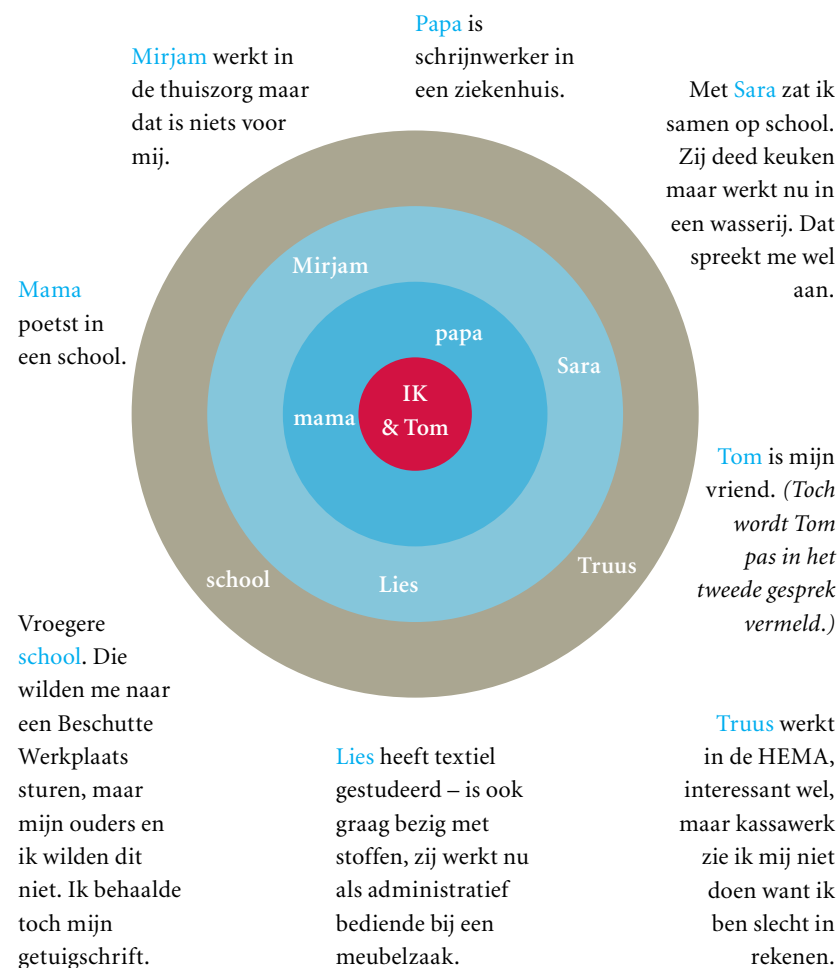 Papa is
schrijnwerker in
een ziekenhuis.
Mirjam werkt in
de thuiszorg maar
dat is niets voor
mij.
Met Sara zat ik
samen op school.
Zij deed keuken
maar werkt nu in
een wasserij. Dat
spreekt me wel
aan.
Mama
poetst in
een school.
Mirjam
papa
Sara
IK
& Tom
mama
school
Lies
Truus
Tom is mijn
vriend. (Toch
wordt Tom
pas in het
tweede gesprek
vermeld.)
Vroegere
school. Die
wilden me naar
een Beschutte
Werkplaats
sturen, maar
mijn ouders en
ik wilden dit
niet. Ik behaalde
toch mijn
getuigschrift.
Lies heeft textiel
gestudeerd – is ook
graag bezig met
stoffen, zij werkt nu
als administratief
bediende bij een
meubelzaak.
Truus werkt
in de HEMA,
interessant wel,
maar kassawerk
zie ik mij niet
doen want ik
ben slecht in
rekenen.